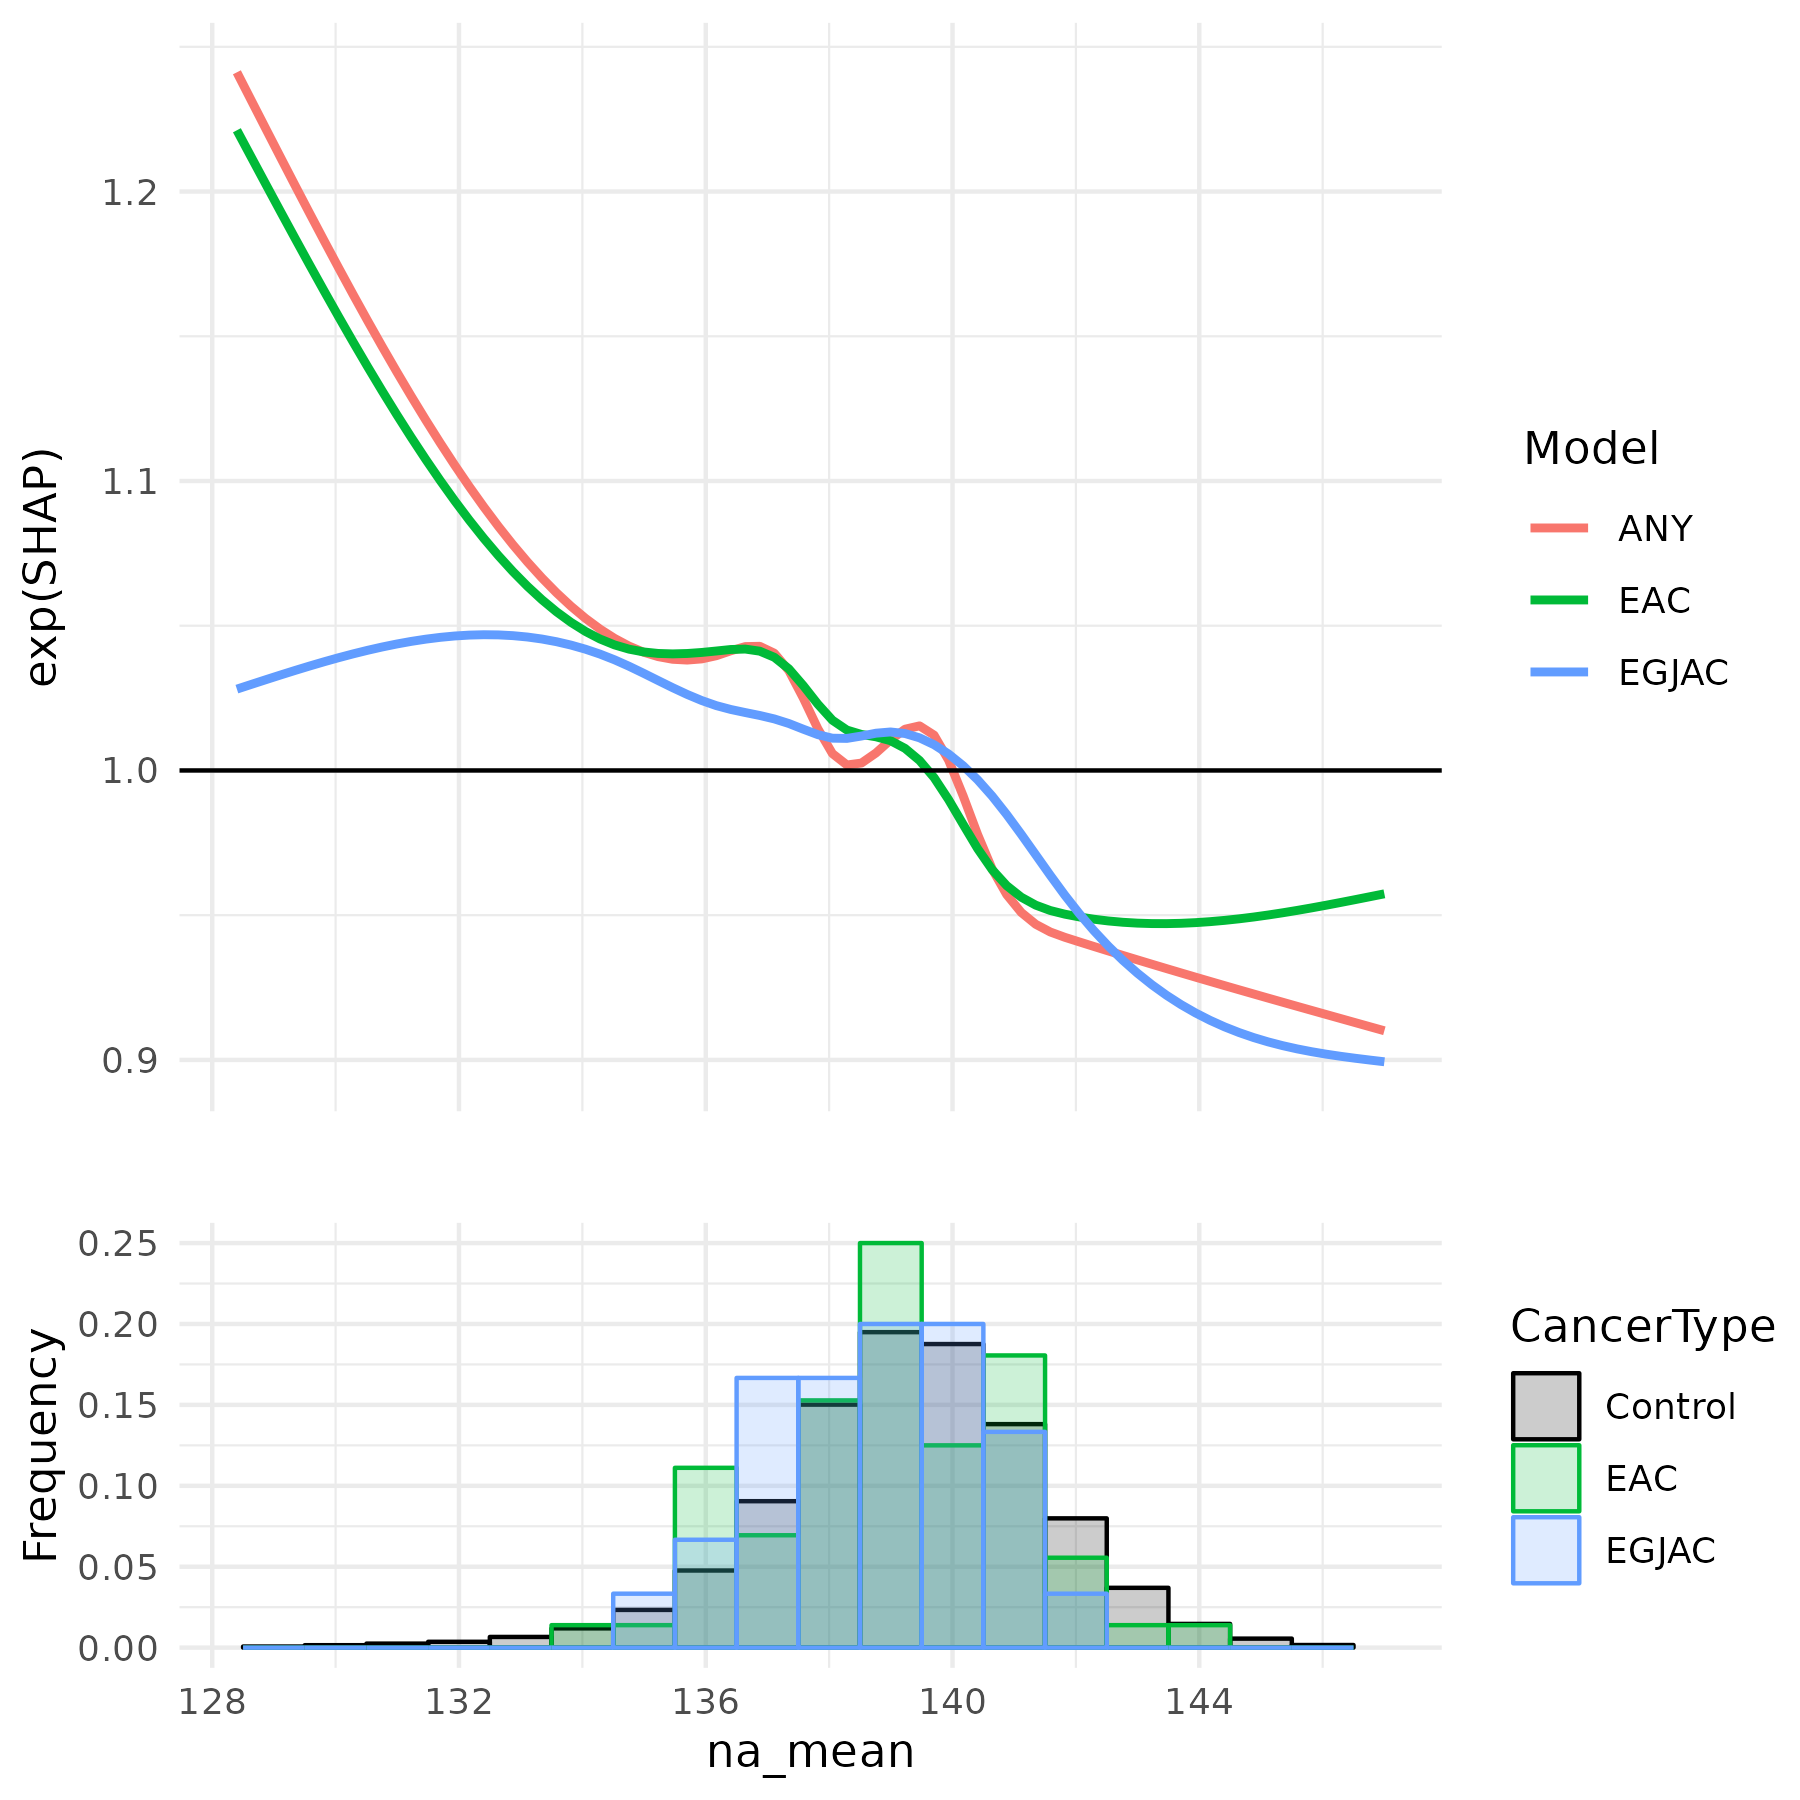 exp(SHAP)
1.2
1.1
1.0
0.9
Model
ANY
EAC
EGJAC
Frequency
0.25
0.20
0.15
0.10
0.05
0.00
128 132 136 140 144
na_mean
CancerType
Control
EAC
EGJAC